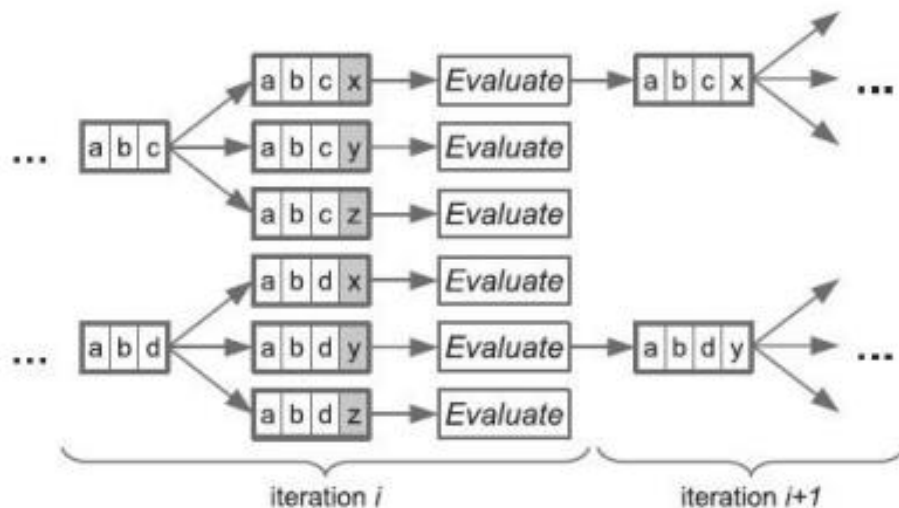 a b c x Evaluate a b c x ...
... a b c a b c y Evaluate
a b c z Evaluate
a b d x Evaluate
... a b d a b d y Evaluate a b d y ...
a b d z Evaluate
iteration i iteration i+1